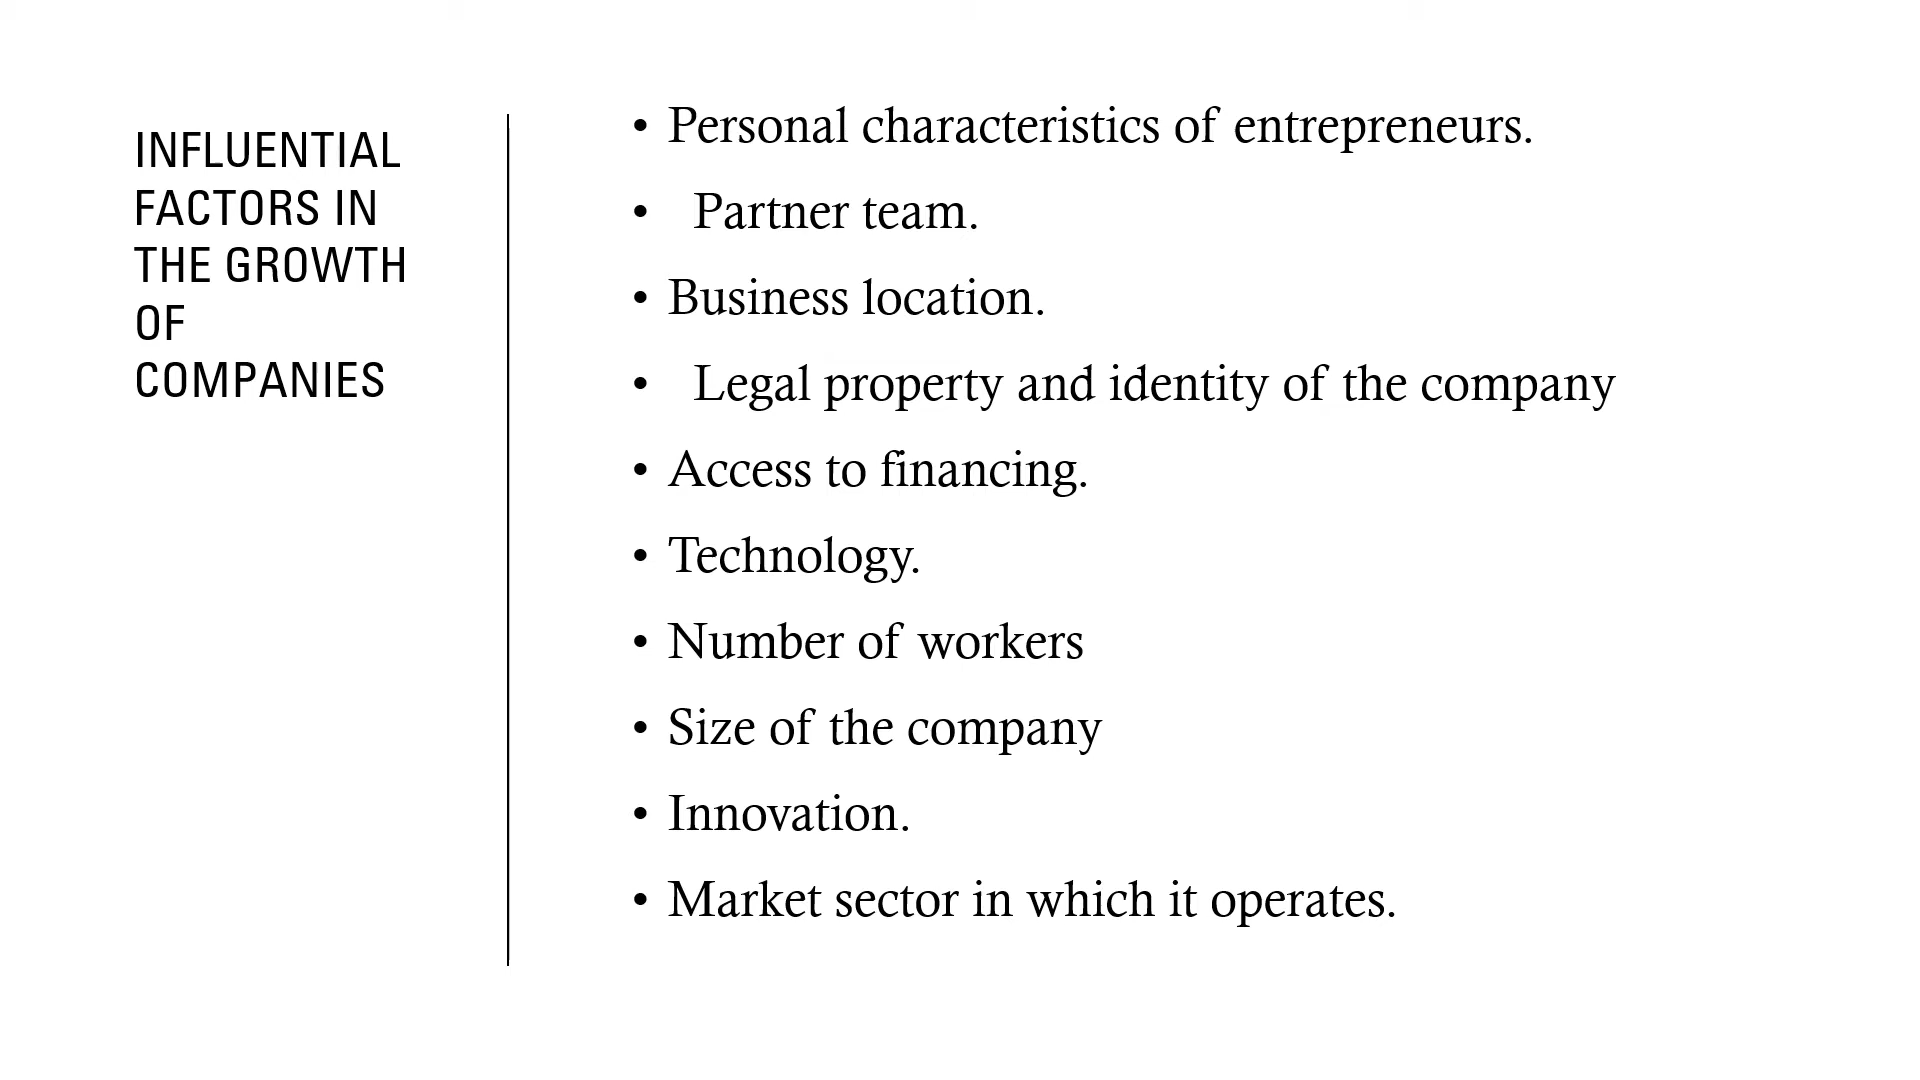 INFLUENTIAL
FACTORS IN
THE GROWTH
OF
COMPANIES
• Personal characteristics of entrepreneurs.
• Partner team.
• Business location.
• Legal property and identity of the company
• Access to financing.
• Technology.
• Number of workers
• Size of the company
• Innovation.
• Market sector in which it operates.